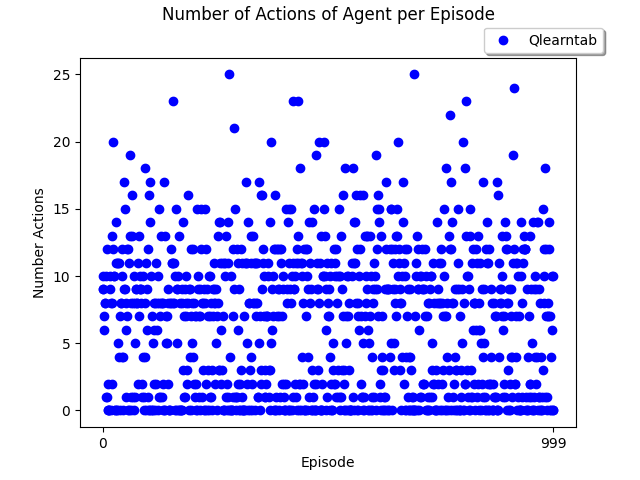 Number of Actions of Agent per Episode
Qlearntab
25
20
15
10
5
0
Number Actions
0
999
Episode